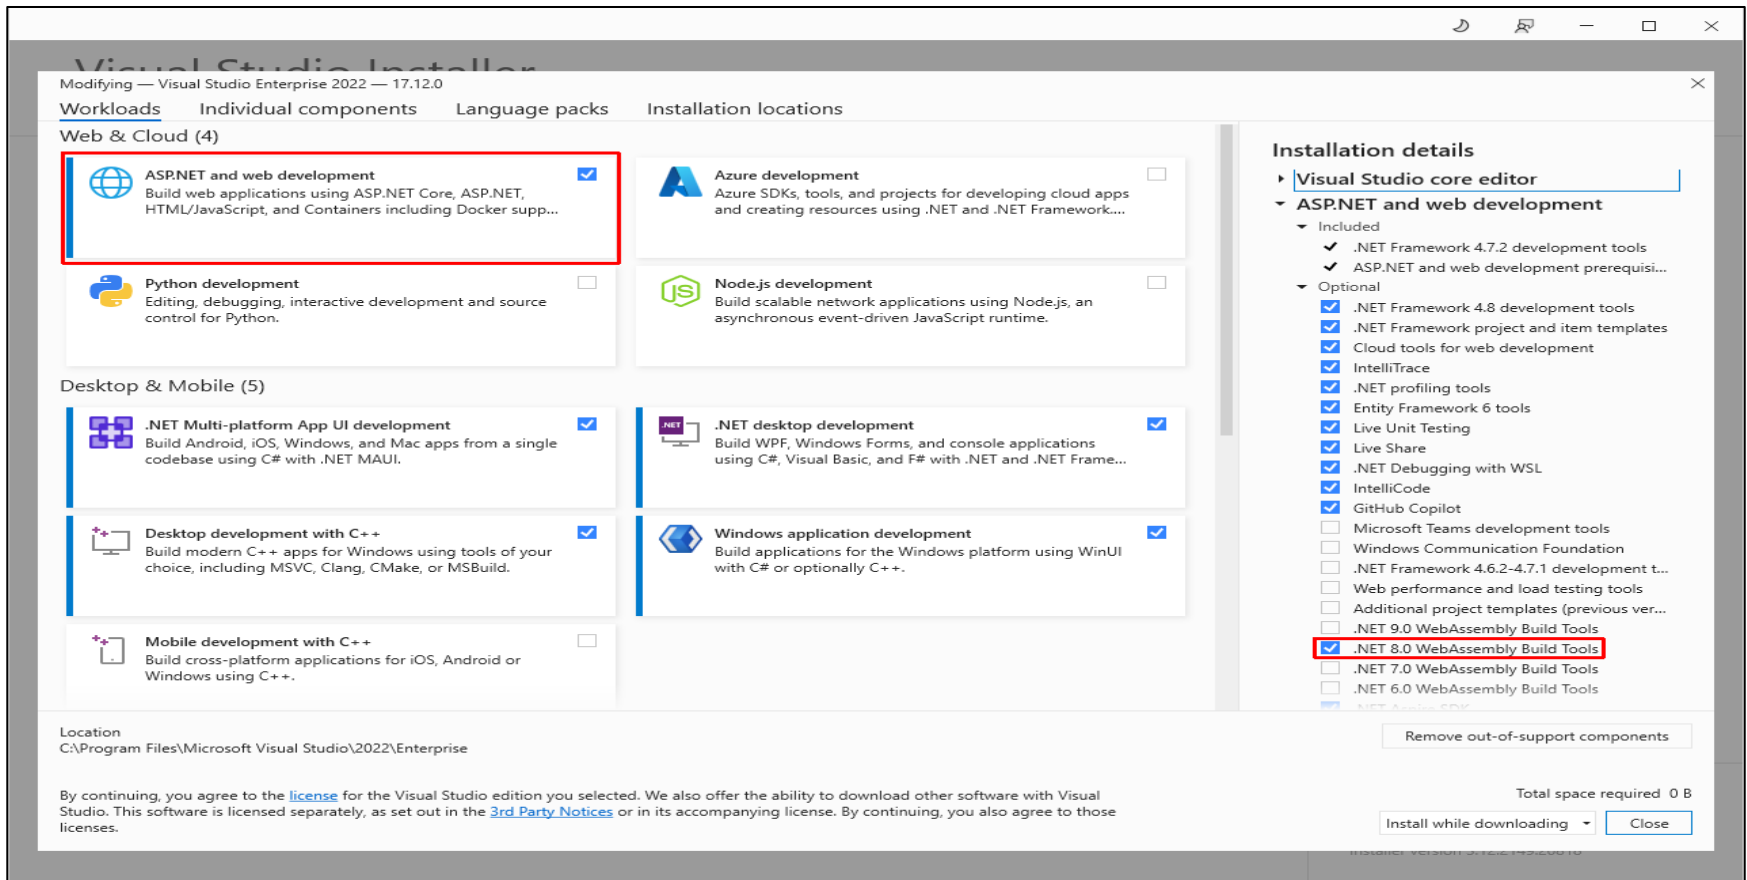 Visual Studio Installer
Modifying — Visual Studio Enterprise 2022 — 17.12.0
Workloads
Individual components
Language packs
Installation locations
Web & Cloud (4)
ASP.NET and web development
Build web applications using ASP.NET Core, ASP.NET,
HTML/JavaScript, and Containers including Docker supp...
Azure development
Azure SDKs, tools, and projects for developing cloud apps
and creating resources using .NET and .NET Framework....
Python development
Editing, debugging, interactive development and source
control for Python.
JS
Node.js development
Build scalable network applications using Node.js, an
asynchronous event-driven JavaScript runtime.
Desktop & Mobile (5)
.NET Multi-platform App UI development
Build Android, iOS, Windows, and Mac apps from a single
codebase using C# with .NET MAUI.
.NET
.NET desktop development
Build WPF, Windows Forms, and console applications
using C#, Visual Basic, and F# with .NET and .NET Frame...
Desktop development with C++
Build modern C++ apps for Windows using tools of your
choice, including MSVC, Clang, CMake, or MSBuild.
Windows application development
Build applications for the Windows platform using WinUI
with C# or optionally C++.
Mobile development with C++
Build cross-platform applications for iOS, Android or
Windows using C++.
Installation details
Visual Studio core editor
ASP.NET and web development
Included
.NET Framework 4.7.2 development tools
ASP.NET and web development prerequisi...
Optional
.NET Framework 4.8 development tools
.NET Framework project and item templates
Cloud tools for web development
IntelliTrace
.NET profiling tools
Entity Framework 6 tools
Live Unit Testing
Live Share
.NET Debugging with WSL
IntelliCode
GitHub Copilot
Microsoft Teams development tools
Windows Communication Foundation
.NET Framework 4.6.2-4.7.1 development t...
Web performance and load testing tools
Additional project templates (previous ver...
.NET 9.0 WebAssembly Build Tools
.NET 8.0 WebAssembly Build Tools
.NET 7.0 WebAssembly Build Tools
.NET 6.0 WebAssembly Build Tools
.NET Aspire SDK
Location
C:\Program Files\Microsoft Visual Studio\2022\Enterprise
Remove out-of-support components
By continuing, you agree to the license for the Visual Studio edition you selected. We also offer the ability to download other software with Visual
Studio. This software is licensed separately, as set out in the 3rd Party Notices or in its accompanying license. By continuing, you also agree to those
licenses.
Total space required 0 B
Install while downloading
Close